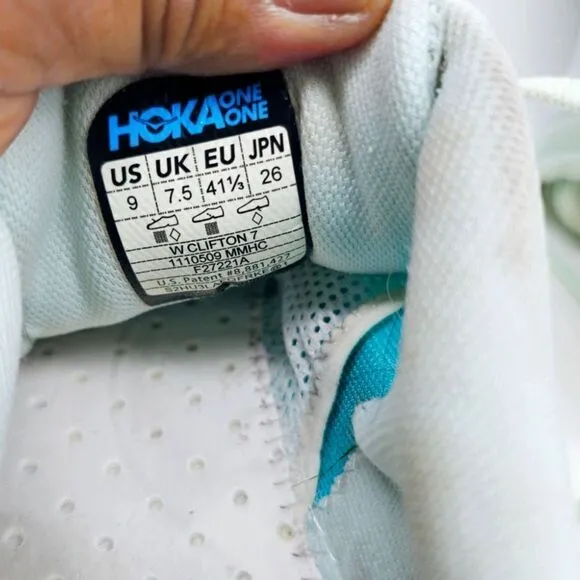 HOKA ONE ONE
US UK EU JPN
9 7.5 41⅓ 26
W CLIFTON 7
1110509 MMHC
F27221A
U.S. Patent #8,881,427